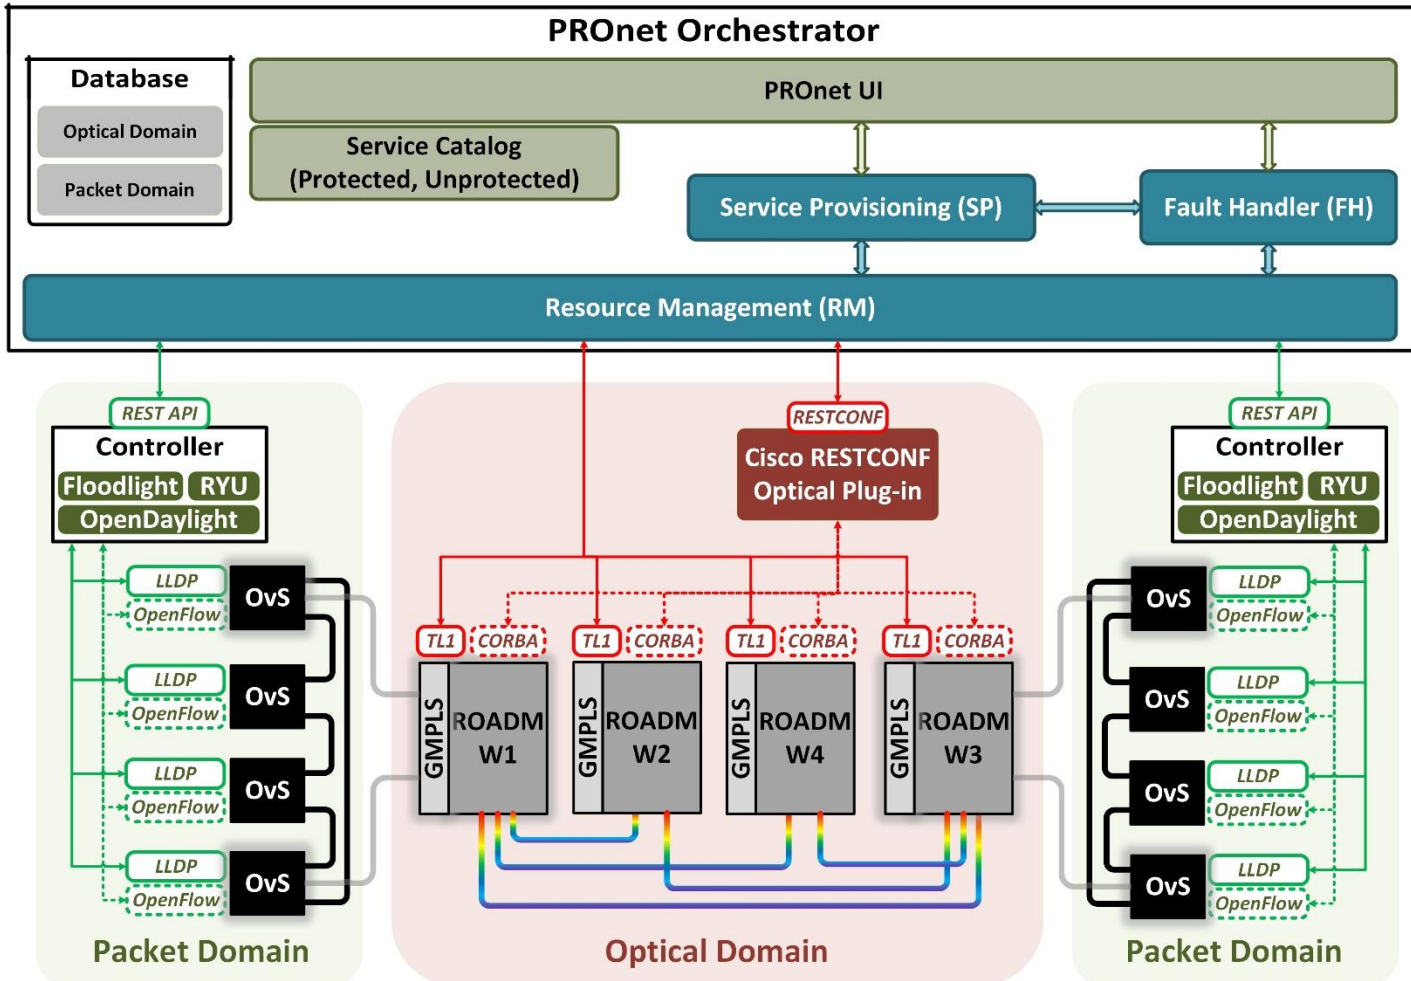 PROnet Orchestrator
Database
Optical Domain
Packet Domain
PROnet UI
Service Catalog
(Protected, Unprotected)
Service Provisioning (SP)
Fault Handler (FH)
Resource Management (RM)
REST API
Controller
Floodlight
RYU
OpenDaylight
LLDP
OpenFlow
OvS
LLDP
OpenFlow
OvS
LLDP
OpenFlow
OvS
LLDP
OpenFlow
OvS
Packet Domain
RESTCONF
Cisco RESTCONF
Optical Plug-in
TL1
CORBA
TL1
CORBA
TL1
CORBA
TL1
CORBA
GMPLS
ROADM
W1
GMPLS
ROADM
W2
GMPLS
ROADM
W4
GMPLS
ROADM
W3
Optical Domain
REST API
Controller
Floodlight
RYU
OpenDaylight
OvS
LLDP
OpenFlow
OvS
LLDP
OpenFlow
OvS
LLDP
OpenFlow
OvS
LLDP
OpenFlow
Packet Domain